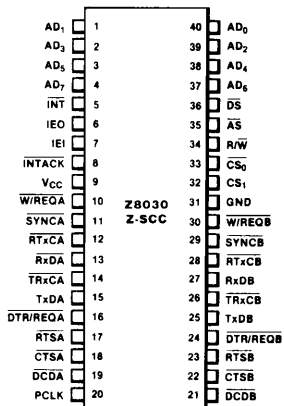 AD₁ 1 40 AD₀
AD₃ 2 39 AD₂
AD₅ 3 38 AD₄
AD₇ 4 37 AD₆
INT 5 36 DS
IEO 6 35 AS
IEI 7 34 R/W
INTACK 8 33 CS₀
VCC 9 32 CS₁
W/REQA 10 31 GND
Z8030
SYNCA 11 30 W/REQB
Z-SCC
RTxCA 12 29 SYNCB
RxDA 13 28 RTxCB
TRxCA 14 27 RxDB
TxDA 15 26 TRxCB
DTR/REQA 16 25 TxDB
RTSA 17 24 DTR/REQB
CTSA 18 23 RTSB
DCDA 19 22 CTSB
PCLK 20 21 DCDB